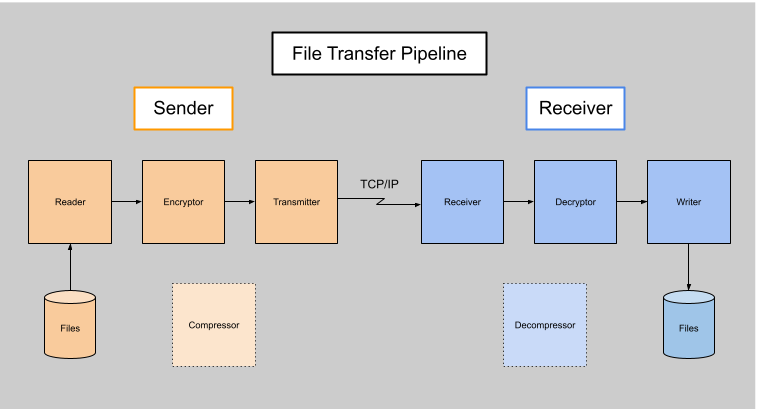 File Transfer Pipeline
Sender
Receiver
TCP/IP
Reader
Encryptor
Transmitter
Receiver
Decryptor
Writer
Files
Compressor
Decompressor
Files